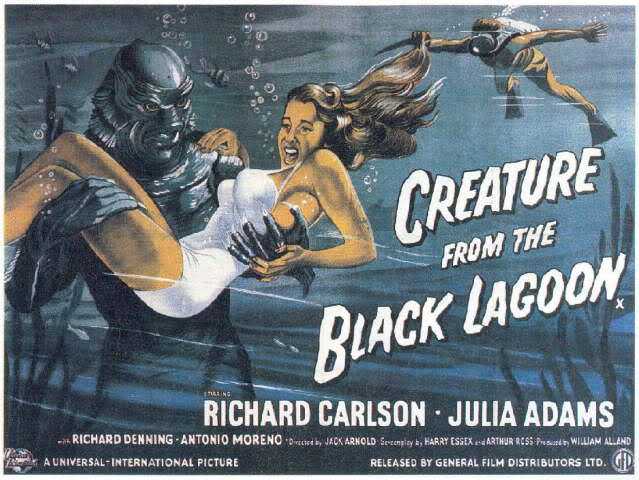 CREATURE
FROM THE
BLACK LAGOON
X
STARRING
RICHARD CARLSON · JULIA ADAMS
with RICHARD DENNING · ANTONIO MORENO · Directed by JACK ARNOLD · Screenplay by HARRY ESSEX and ARTHUR ROSS · Produced by WILLIAM ALLAND
A UNIVERSAL-INTERNATIONAL PICTURE
RELEASED BY GENERAL FILM DISTRIBUTORS LTD.
GFD